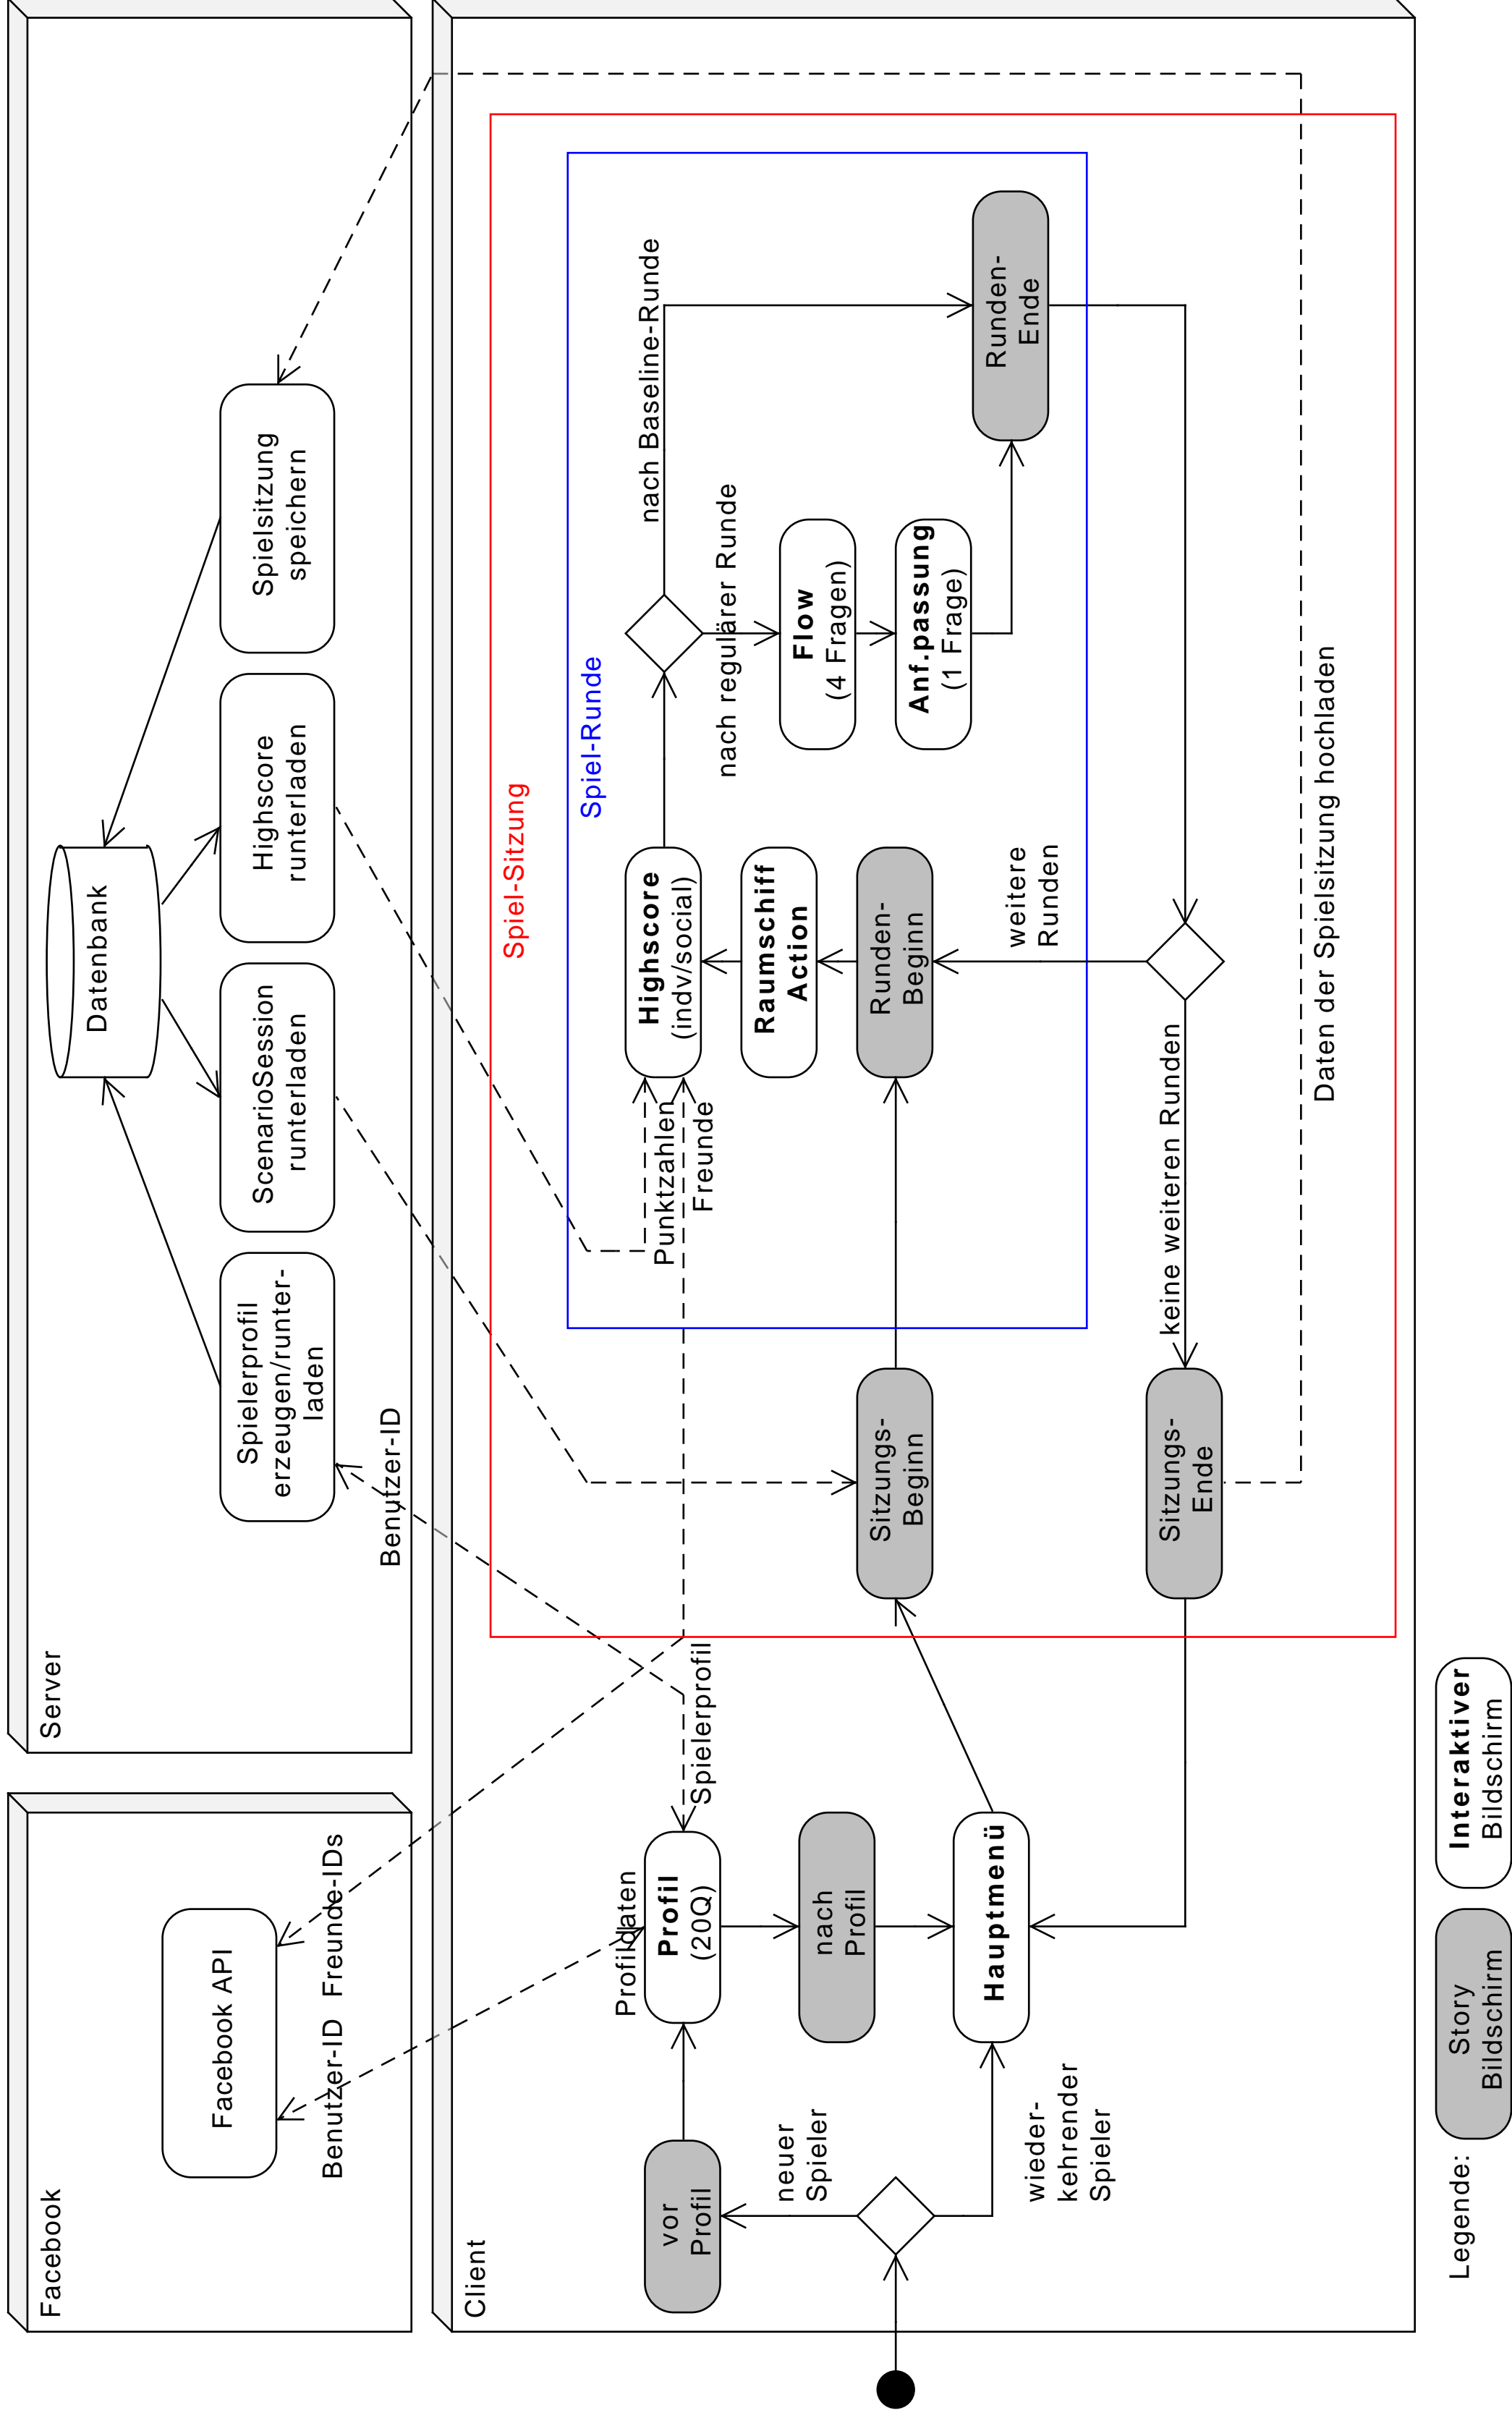 Facebook
Facebook API
Benutzer-ID
Freunde-IDs
Server
Datenbank
Spielerprofil
erzeugen/runter-
laden
ScenarioSession
runterladen
Highscore
runterladen
Spielsitzung
speichern
Benutzer-ID
Client
Spiel-Sitzung
Spiel-Runde
vor
Profil
neuer
Spieler
wieder-
kehrender
Spieler
Profildaten
Profil
(20Q)
Spielerprofil
nach
Profil
Hauptmenü
Sitzungs-
Beginn
Sitzungs-
Ende
Punktzahlen
Freunde
Highscore
(indv/social)
Raumschiff
Action
Runden-
Beginn
weitere
Runden
keine weiteren Runden
nach Baseline-Runde
nach regulärer Runde
Flow
(4 Fragen)
Anf.passung
(1 Frage)
Runden-
Ende
Daten der Spielsitzung hochladen
Legende:
Story
Bildschirm
Interaktiver
Bildschirm